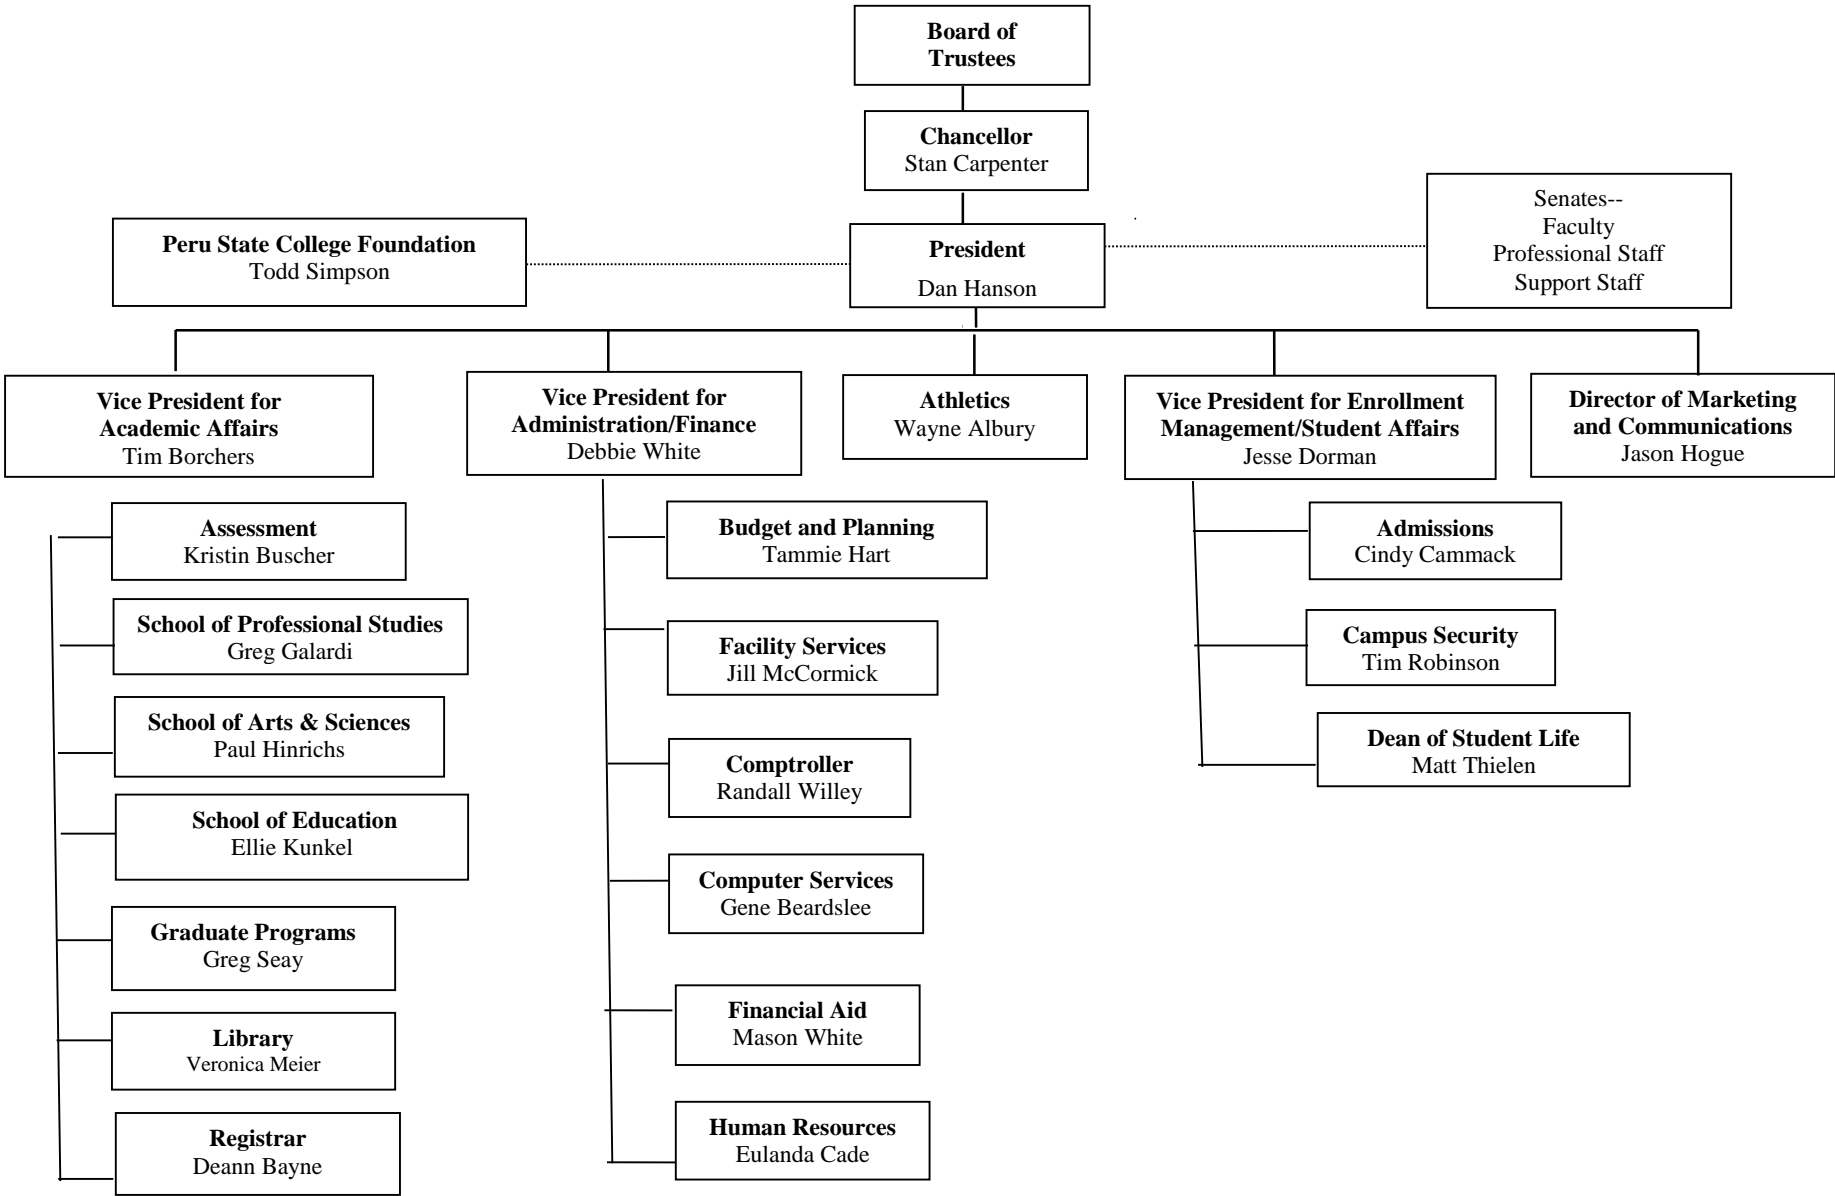 Board of
Trustees
Chancellor
Stan Carpenter
Senates--
Faculty
Professional Staff
Support Staff
Peru State College Foundation
Todd Simpson
President
Dan Hanson
Vice President for
Academic Affairs
Tim Borchers
Vice President for
Administration/Finance
Debbie White
Athletics
Wayne Albury
Vice President for Enrollment
Management/Student Affairs
Jesse Dorman
Director of Marketing
and Communications
Jason Hogue
Assessment
Kristin Buscher
School of Professional Studies
Greg Galardi
School of Arts & Sciences
Paul Hinrichs
School of Education
Ellie Kunkel
Graduate Programs
Greg Seay
Library
Veronica Meier
Registrar
Deann Bayne
Budget and Planning
Tammie Hart
Facility Services
Jill McCormick
Comptroller
Randall Willey
Computer Services
Gene Beardslee
Financial Aid
Mason White
Human Resources
Eulanda Cade
Admissions
Cindy Cammack
Campus Security
Tim Robinson
Dean of Student Life
Matt Thielen